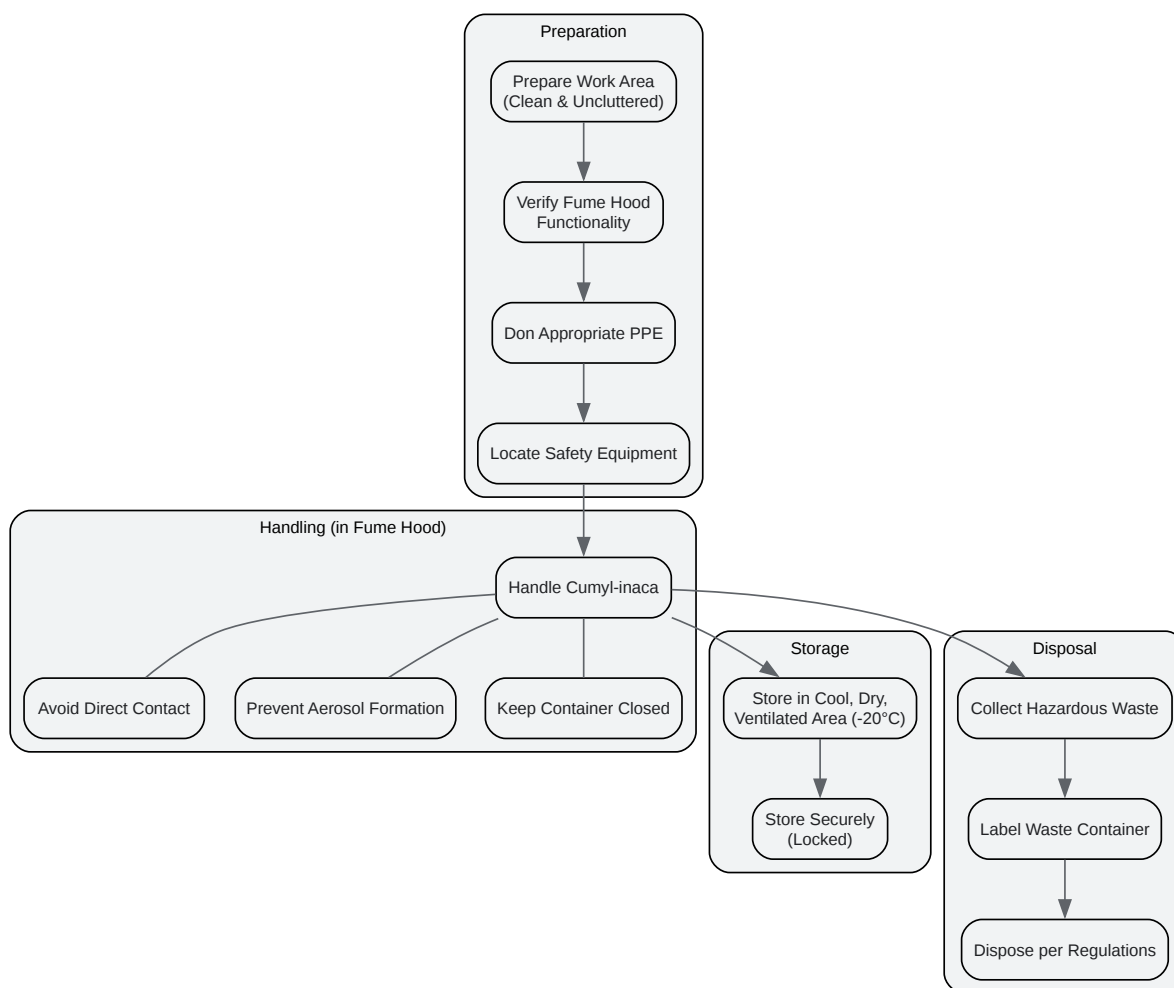 Preparation
Prepare Work Area
(Clean & Uncluttered)
Verify Fume Hood
Functionality
Don Appropriate PPE
Locate Safety Equipment
Handling (in Fume Hood)
Handle Cumyl-inaca
Avoid Direct Contact
Prevent Aerosol Formation
Keep Container Closed
Storage
Store in Cool, Dry,
Ventilated Area (-20°C)
Store Securely
(Locked)
Disposal
Collect Hazardous Waste
Label Waste Container
Dispose per Regulations